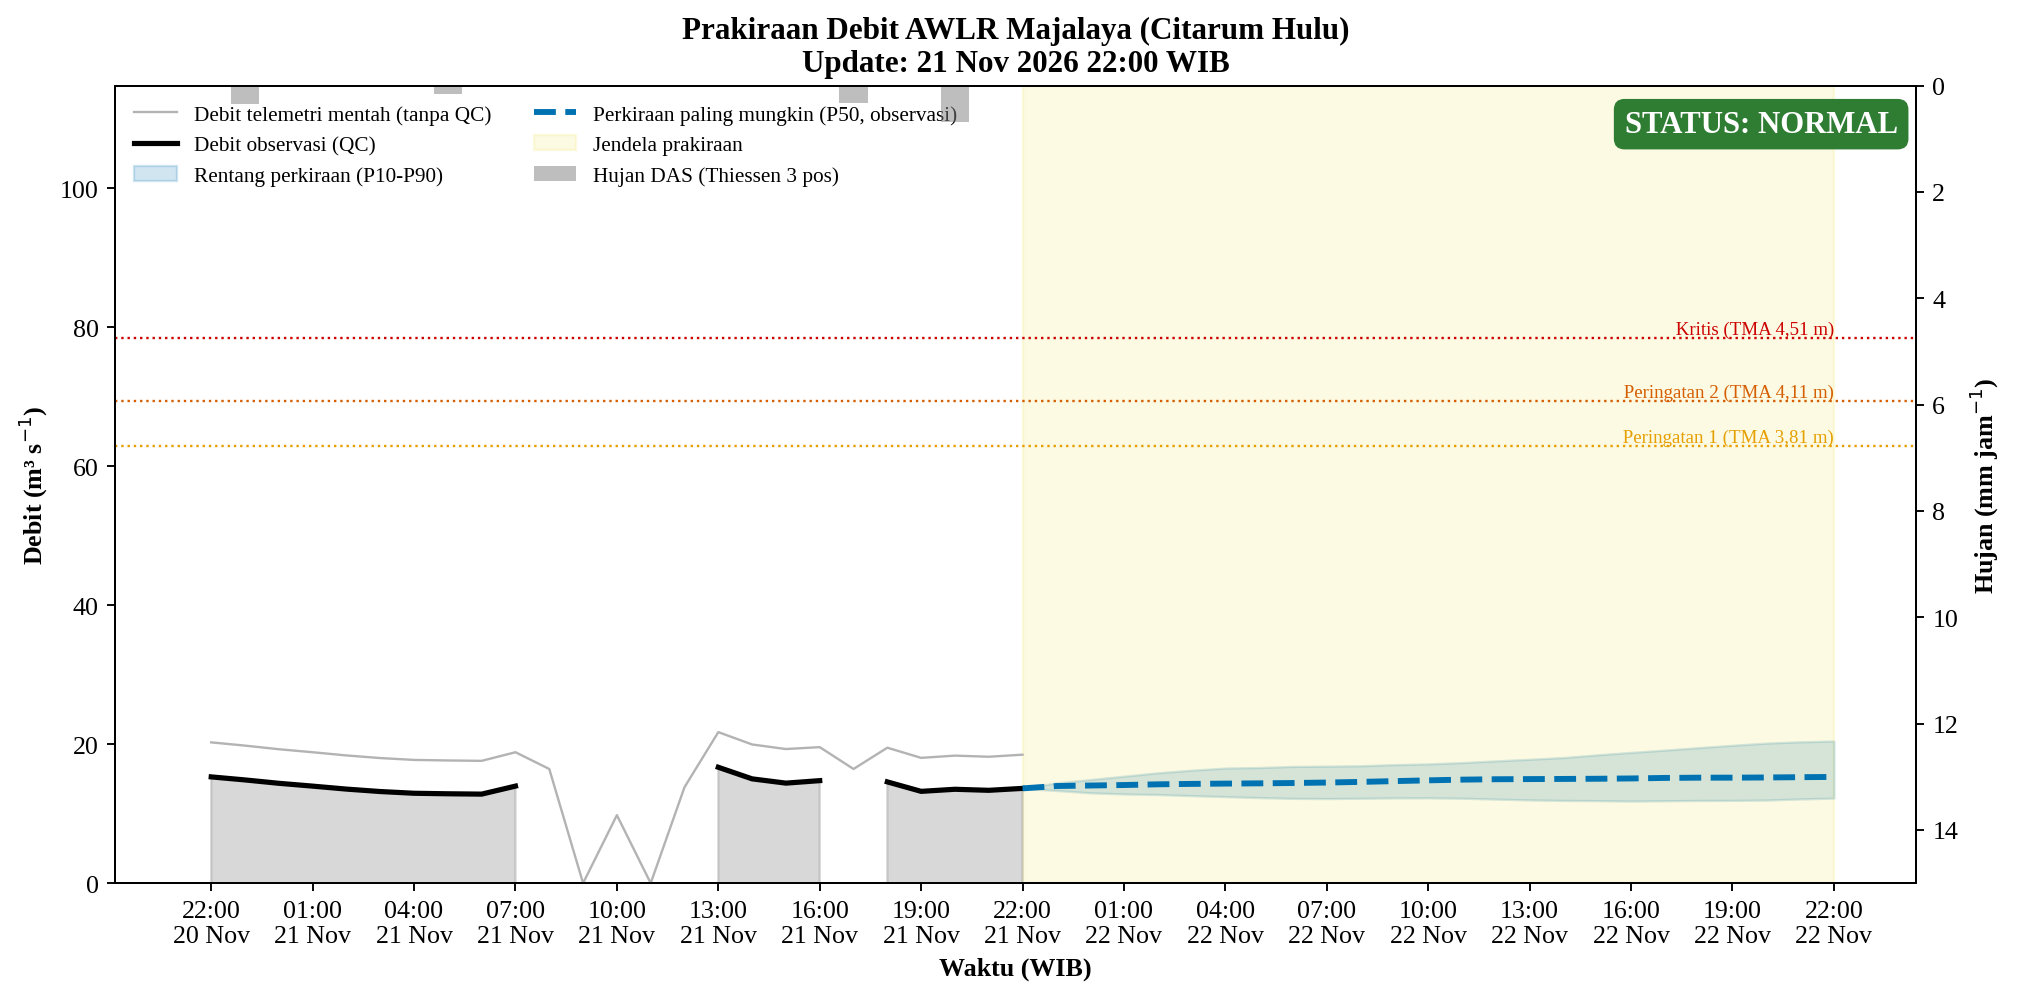 Prakiraan Debit AWLR Majalaya (Citarum Hulu)
Update: 21 Nov 2026 22:00 WIB
Debit telemetri mentah (tanpa QC)
Debit observasi (QC)
Rentang perkiraan (P10-P90)
Perkiraan paling mungkin (P50, observasi)
Jendela prakiraan
Hujan DAS (Thiessen 3 pos)
STATUS: NORMAL
Kritis (TMA 4,51 m)
Peringatan 2 (TMA 4,11 m)
Peringatan 1 (TMA 3,81 m)
Debit (m³ s⁻¹)
100
80
60
40
20
0
Hujan (mm jam⁻¹)
0
2
4
6
8
10
12
14
22:00 01:00 04:00 07:00 10:00 13:00 16:00 19:00 22:00 01:00 04:00 07:00 10:00 13:00 16:00 19:00 22:00
20 Nov 21 Nov 21 Nov 21 Nov 21 Nov 21 Nov 21 Nov 21 Nov 21 Nov 22 Nov 22 Nov 22 Nov 22 Nov 22 Nov 22 Nov 22 Nov 22 Nov
Waktu (WIB)